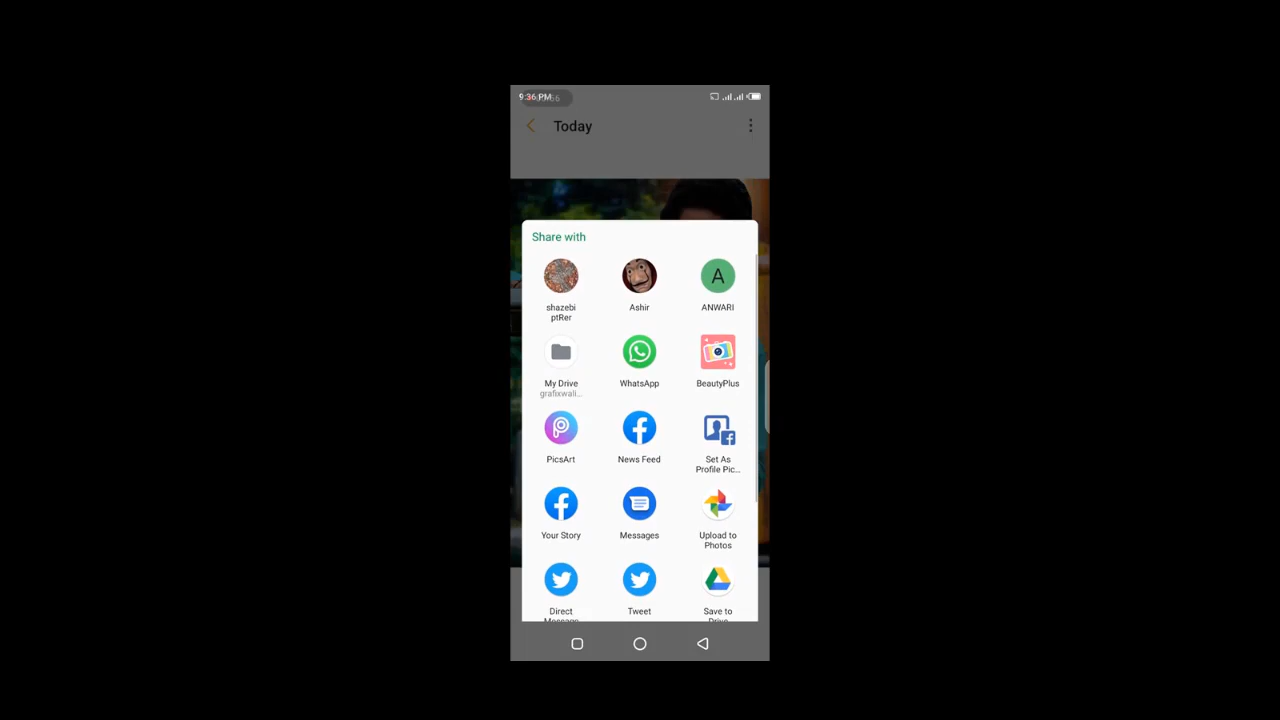 9:36 PM
Today
Share with
shazebi
ptRer
Ashir
A
ANWARI
My Drive
grafixwali...
WhatsApp
BeautyPlus
PicsArt
News Feed
Set As
Profile Pic...
Your Story
Messages
Upload to
Photos
Direct
Message
Tweet
Save to
Drive